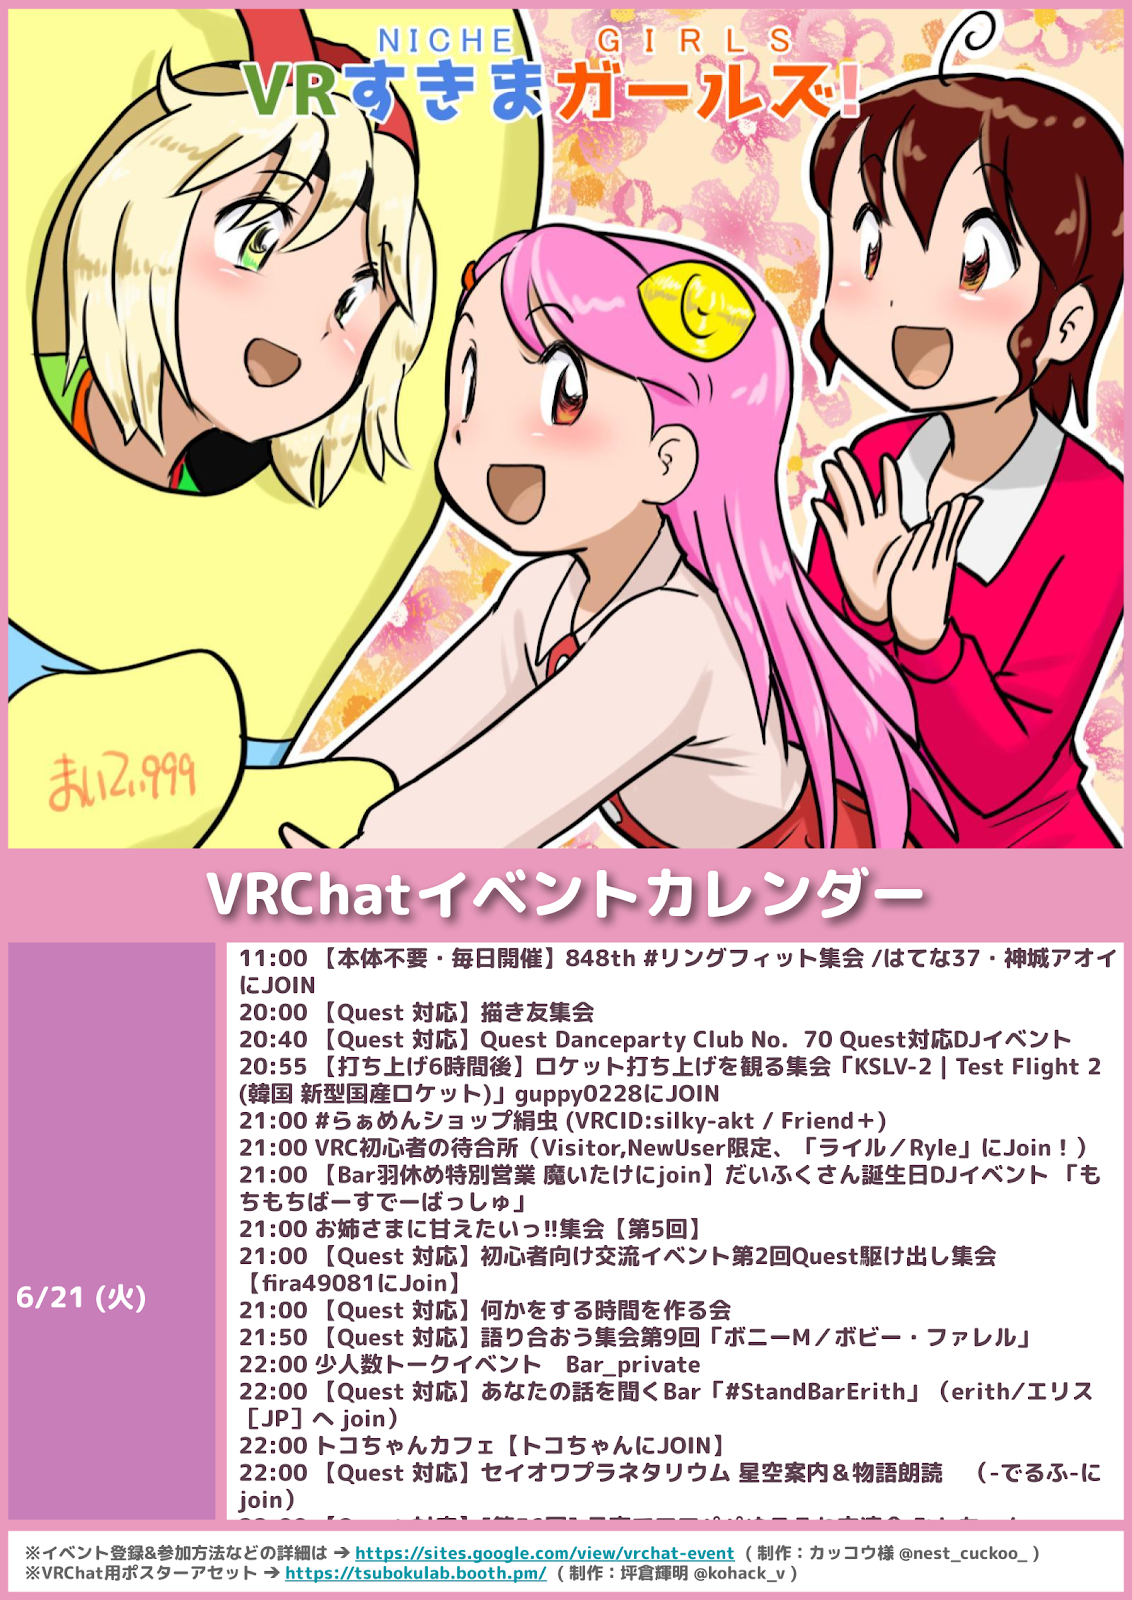 NICHE GIRLS
VRすきまガールズ!
VRChatイベントカレンダー
6/21 (火)
11:00 【本体不要・毎日開催】848th #リングフィット集会 /はてな37・神城アオイ
にJOIN
20:00 【Quest 対応】描き友集会
20:40 【Quest 対応】Quest Danceparty Club No．70 Quest対応DJイベント
20:55 【打ち上げ6時間後】ロケット打ち上げを観る集会「KSLV-2 | Test Flight 2
(韓国 新型国産ロケット)」guppy0228にJOIN
21:00 #らぁめんショップ絹虫 (VRCID:silky-akt / Friend＋)
21:00 VRC初心者の待合所（Visitor,NewUser限定、「ライル／Ryle」にJoin！）
21:00 【Bar羽休め特別営業 魔いたけにjoin】だいふくさん誕生日DJイベント 「も
ちもちばーすでーばっしゅ」
21:00 お姉さまに甘えたいっ!!集会【第5回】
21:00 【Quest 対応】初心者向け交流イベント第2回Quest駆け出し集会
【fira49081にJoin】
21:00 【Quest 対応】何かをする時間を作る会
21:50 【Quest 対応】語り合おう集会第9回「ボニーM／ボビー・ファレル」
22:00 少人数トークイベント　Bar_private
22:00 【Quest 対応】あなたの話を聞くBar「#StandBarErith」（erith/エリス
［JP］へ join）
22:00 トコちゃんカフェ【トコちゃんにJOIN】
22:00 【Quest 対応】セイオワプラネタリウム 星空案内＆物語朗読　（-でるふ-に
join）
※イベント登録&参加方法などの詳細は ➔ https://sites.google.com/view/vrchat-event （ 制作：カッコウ様 @nest_cuckoo_ ）
※VRChat用ポスターアセット ➔ https://tsubokulab.booth.pm/ （ 制作：坪倉輝明 @kohack_v ）